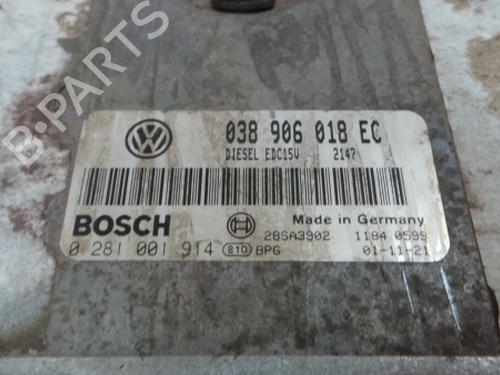 B-PARTS
038 906 018 EC
DIESEL EDC15V 2147
BOSCH
Made in Germany
28SA3902 1184 0599
0 281 001 914 810 BPG 01-11-21